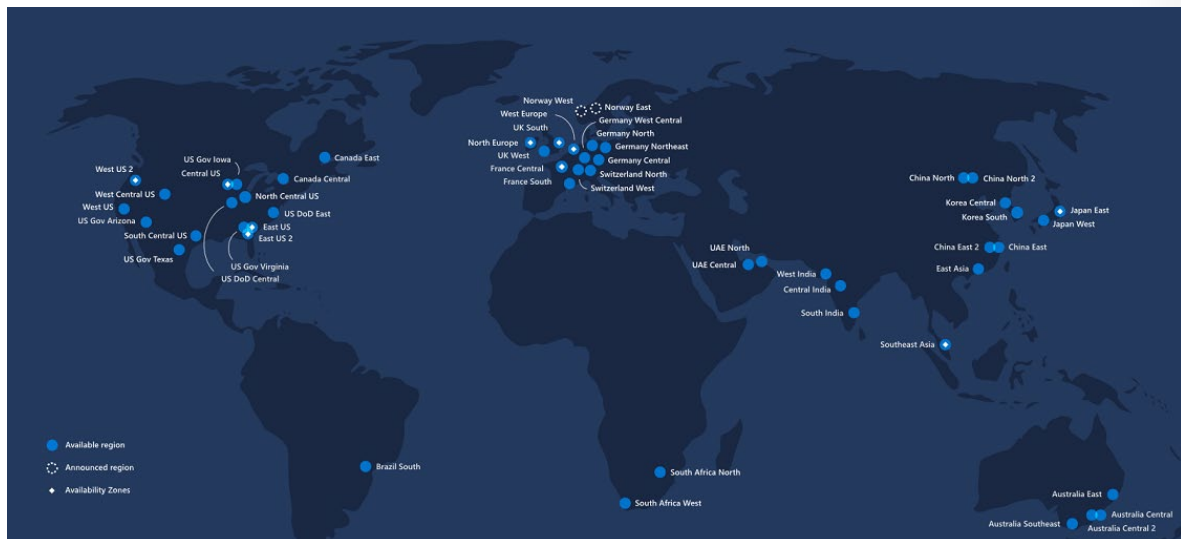 Norway West
Norway East
West Europe
Germany West Central
UK South
Germany North
North Europe
Germany Northeast
UK West
Germany Central
France Central
Switzerland North
France South
Switzerland West
US Gov Iowa
Canada East
West US 2
Central US
Canada Central
West Central US
North Central US
West US
US DoD East
US Gov Arizona
South Central US
East US
East US 2
US Gov Texas
US Gov Virginia
US DoD Central
China North
China North 2
Korea Central
Korea South
Japan East
Japan West
UAE North
China East 2
China East
UAE Central
East Asia
West India
Central India
South India
Southeast Asia
Available region
Announced region
Availability Zones
Brazil South
South Africa North
South Africa West
Australia East
Australia Central
Australia Southeast
Australia Central 2